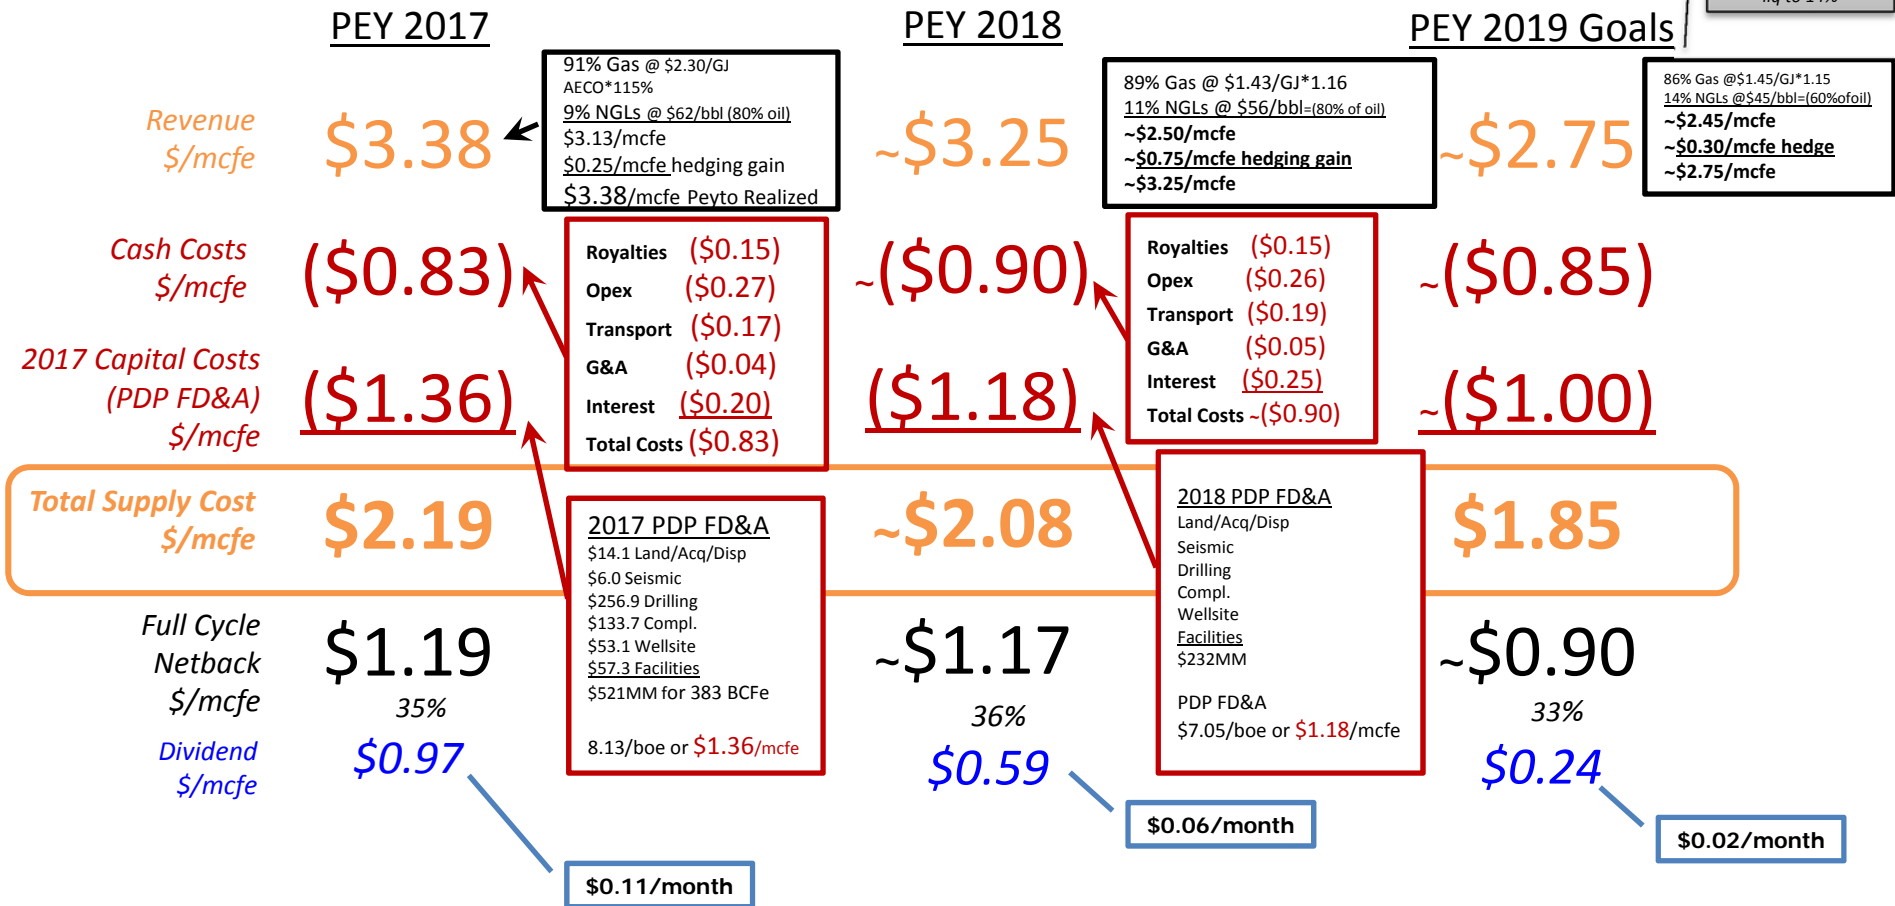 PEY 2017
PEY 2018
PEY 2019 Goals
liq to 14%
Revenue
$/mcfe
$3.38
91% Gas @ $2.30/GJ
AECO*115%
9% NGLs @ $62/bbl (80% oil)
$3.13/mcfe
$0.25/mcfe hedging gain
$3.38/mcfe Peyto Realized
~$3.25
89% Gas @ $1.43/GJ*1.16
11% NGLs @ $56/bbl=(80% of oil)
~$2.50/mcfe
~$0.75/mcfe hedging gain
~$3.25/mcfe
~$2.75
86% Gas @$1.45/GJ*1.15
14% NGLs @$45/bbl=(60%ofoil)
~$2.45/mcfe
~$0.30/mcfe hedge
~$2.75/mcfe
Cash Costs
$/mcfe
($0.83)
Royalties ($0.15)
Opex ($0.27)
Transport ($0.17)
G&A ($0.04)
Interest ($0.20)
Total Costs ($0.83)
~($0.90)
Royalties ($0.15)
Opex ($0.26)
Transport ($0.19)
G&A ($0.05)
Interest ($0.25)
Total Costs ~($0.90)
~($0.85)
2017 Capital Costs
(PDP FD&A)
$/mcfe
($1.36)
($1.18)
~($1.00)
Total Supply Cost
$/mcfe
$2.19
2017 PDP FD&A
$14.1 Land/Acq/Disp
$6.0 Seismic
$256.9 Drilling
$133.7 Compl.
$53.1 Wellsite
$57.3 Facilities
$521MM for 383 BCFe
8.13/boe or $1.36/mcfe
~$2.08
2018 PDP FD&A
Land/Acq/Disp
Seismic
Drilling
Compl.
Wellsite
Facilities
$232MM
PDP FD&A
$7.05/boe or $1.18/mcfe
$1.85
Full Cycle
Netback
$/mcfe
$1.19
35%
~$1.17
36%
~$0.90
33%
Dividend
$/mcfe
$0.97
$0.59
$0.24
$0.11/month
$0.06/month
$0.02/month